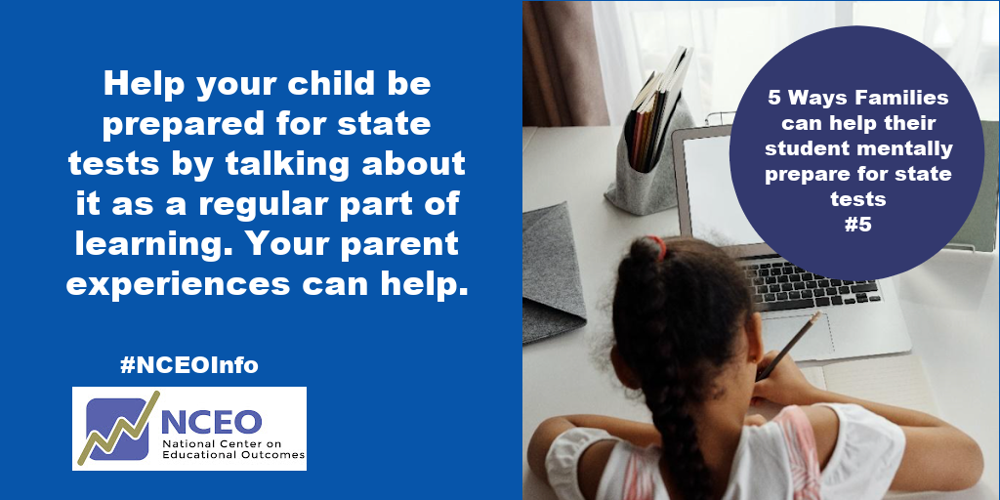 Help your child be
prepared for state
tests by talking about
it as a regular part of
learning. Your parent
experiences can help.
#NCEOInfo
NCEO
National Center on
Educational Outcomes
5 Ways Families
can help their
student mentally
prepare for state
tests
#5